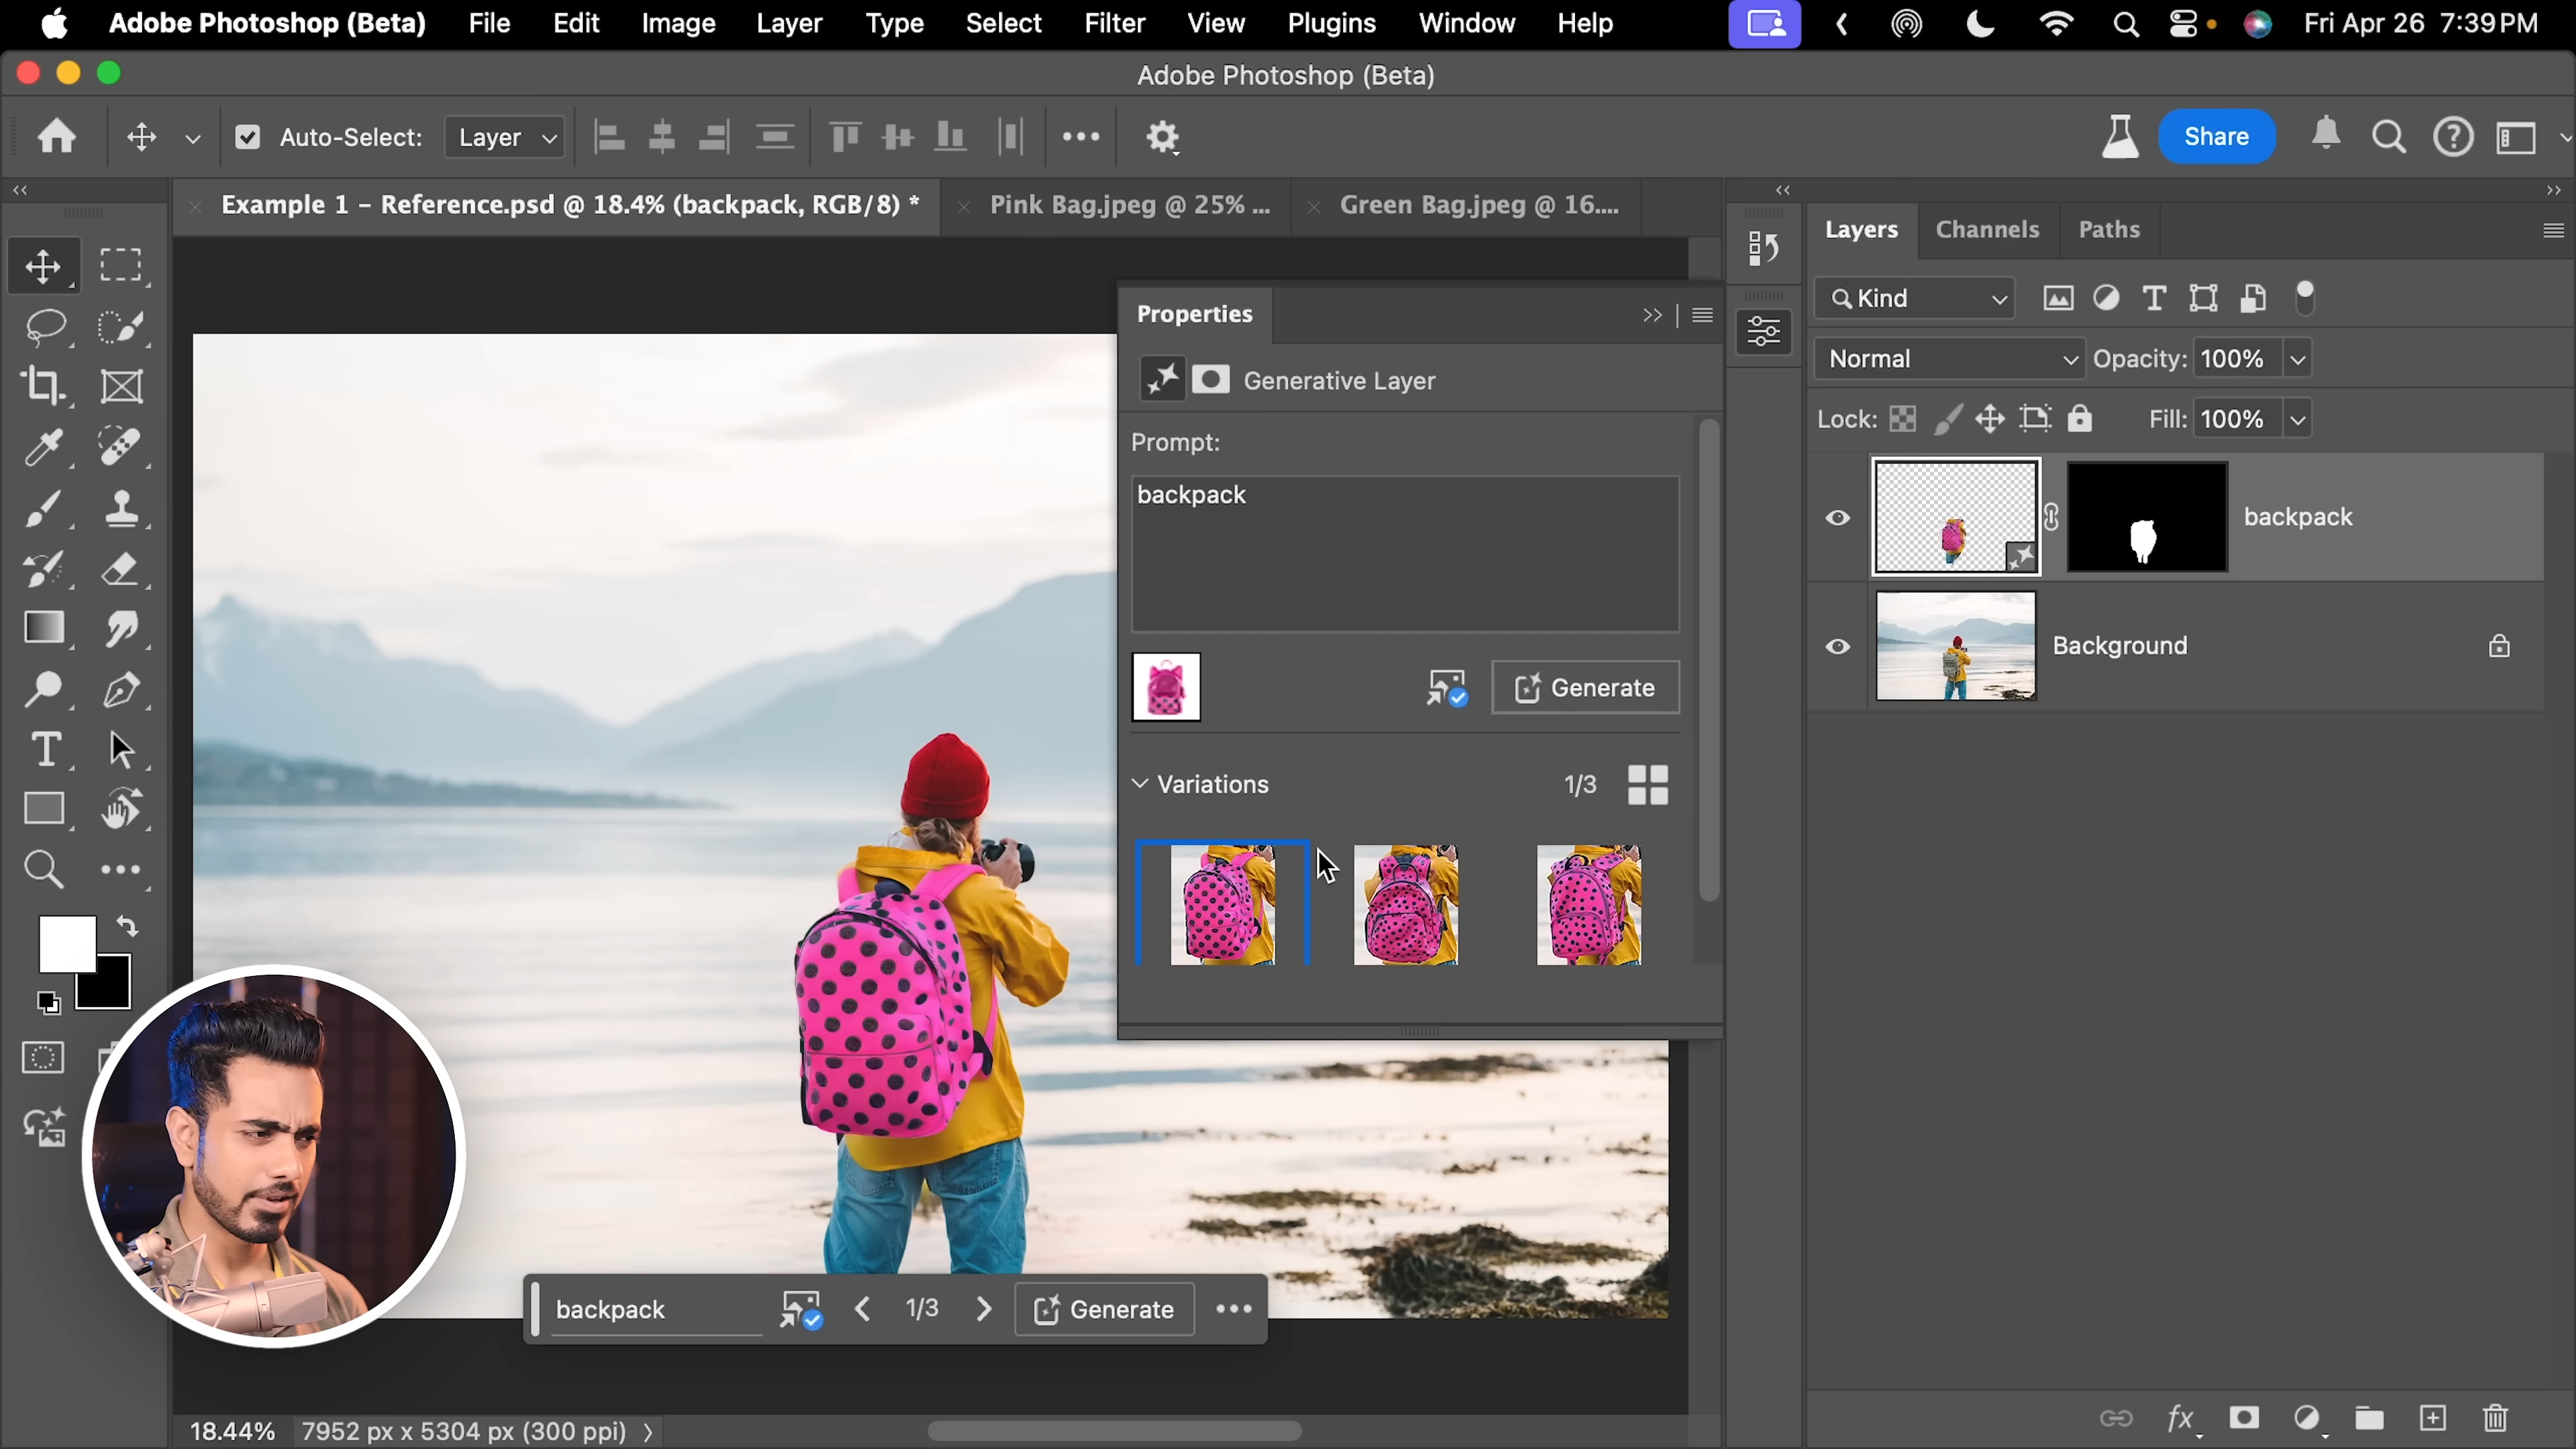 Adobe Photoshop (Beta) File Edit Image Layer Type Select Filter View Plugins Window Help Fri Apr 26 7:39 PM
Adobe Photoshop (Beta)
Auto-Select: Layer Share
Example 1 – Reference.psd @ 18.4% (backpack, RGB/8) * Pink Bag.jpeg @ 25% ... Green Bag.jpeg @ 16....
Layers Channels Paths
Kind
Properties
Normal Opacity: 100%
Generative Layer
Lock: Fill: 100%
Prompt:
backpack
backpack
Background
Generate
Variations 1/3
backpack 1/3 Generate
18.44% 7952 px x 5304 px (300 ppi)